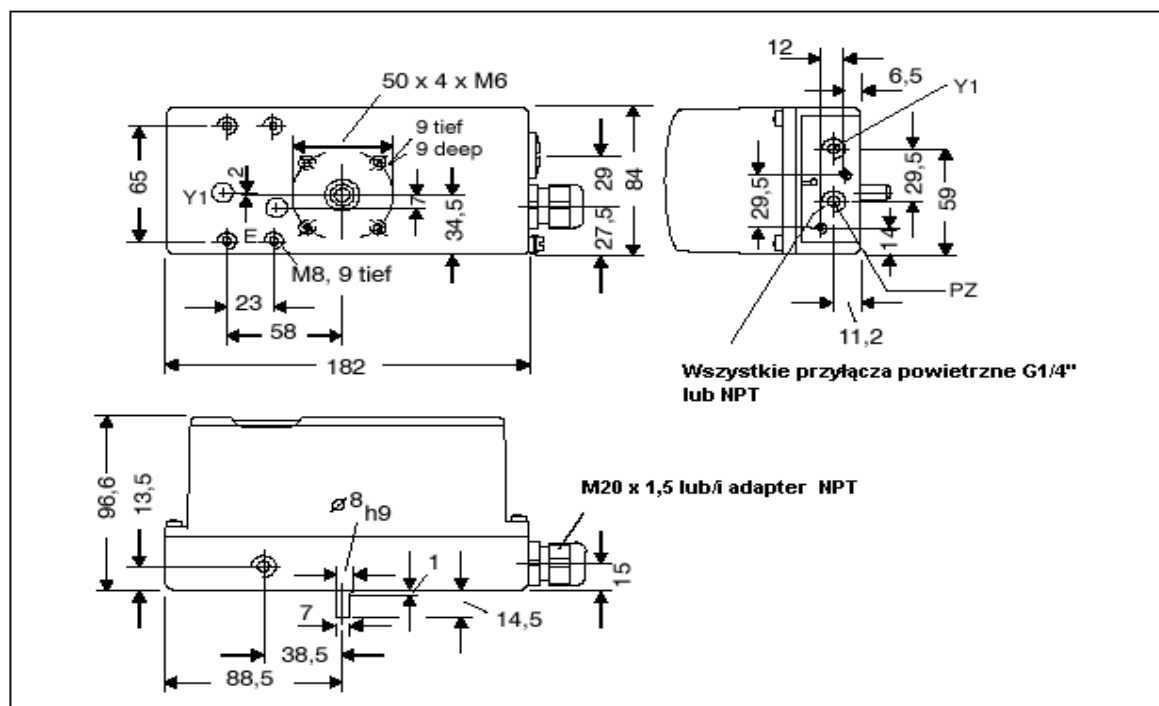 50 x 4 x M6
9 tief
9 deep
65
2
Y1
E
7
34,5
29
84
27,5
M8, 9 tief
23
58
182
12
6,5
Y1
29,5
29,5
59
14
PZ
11,2
Wszystkie przyłącza powietrzne G1/4"
lub NPT
96,6
13,5
8
h9
M20 x 1,5 lub/i adapter NPT
1
15
7
14,5
38,5
88,5